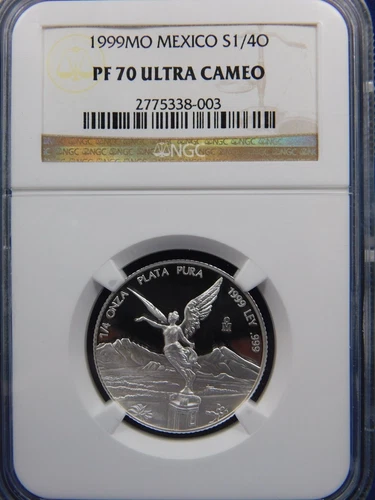 1999MO MEXICO S1/4O
PF 70 ULTRA CAMEO
2775338-003
NGC
1/4 ONZA PLATA PURA 1999 LEY .999